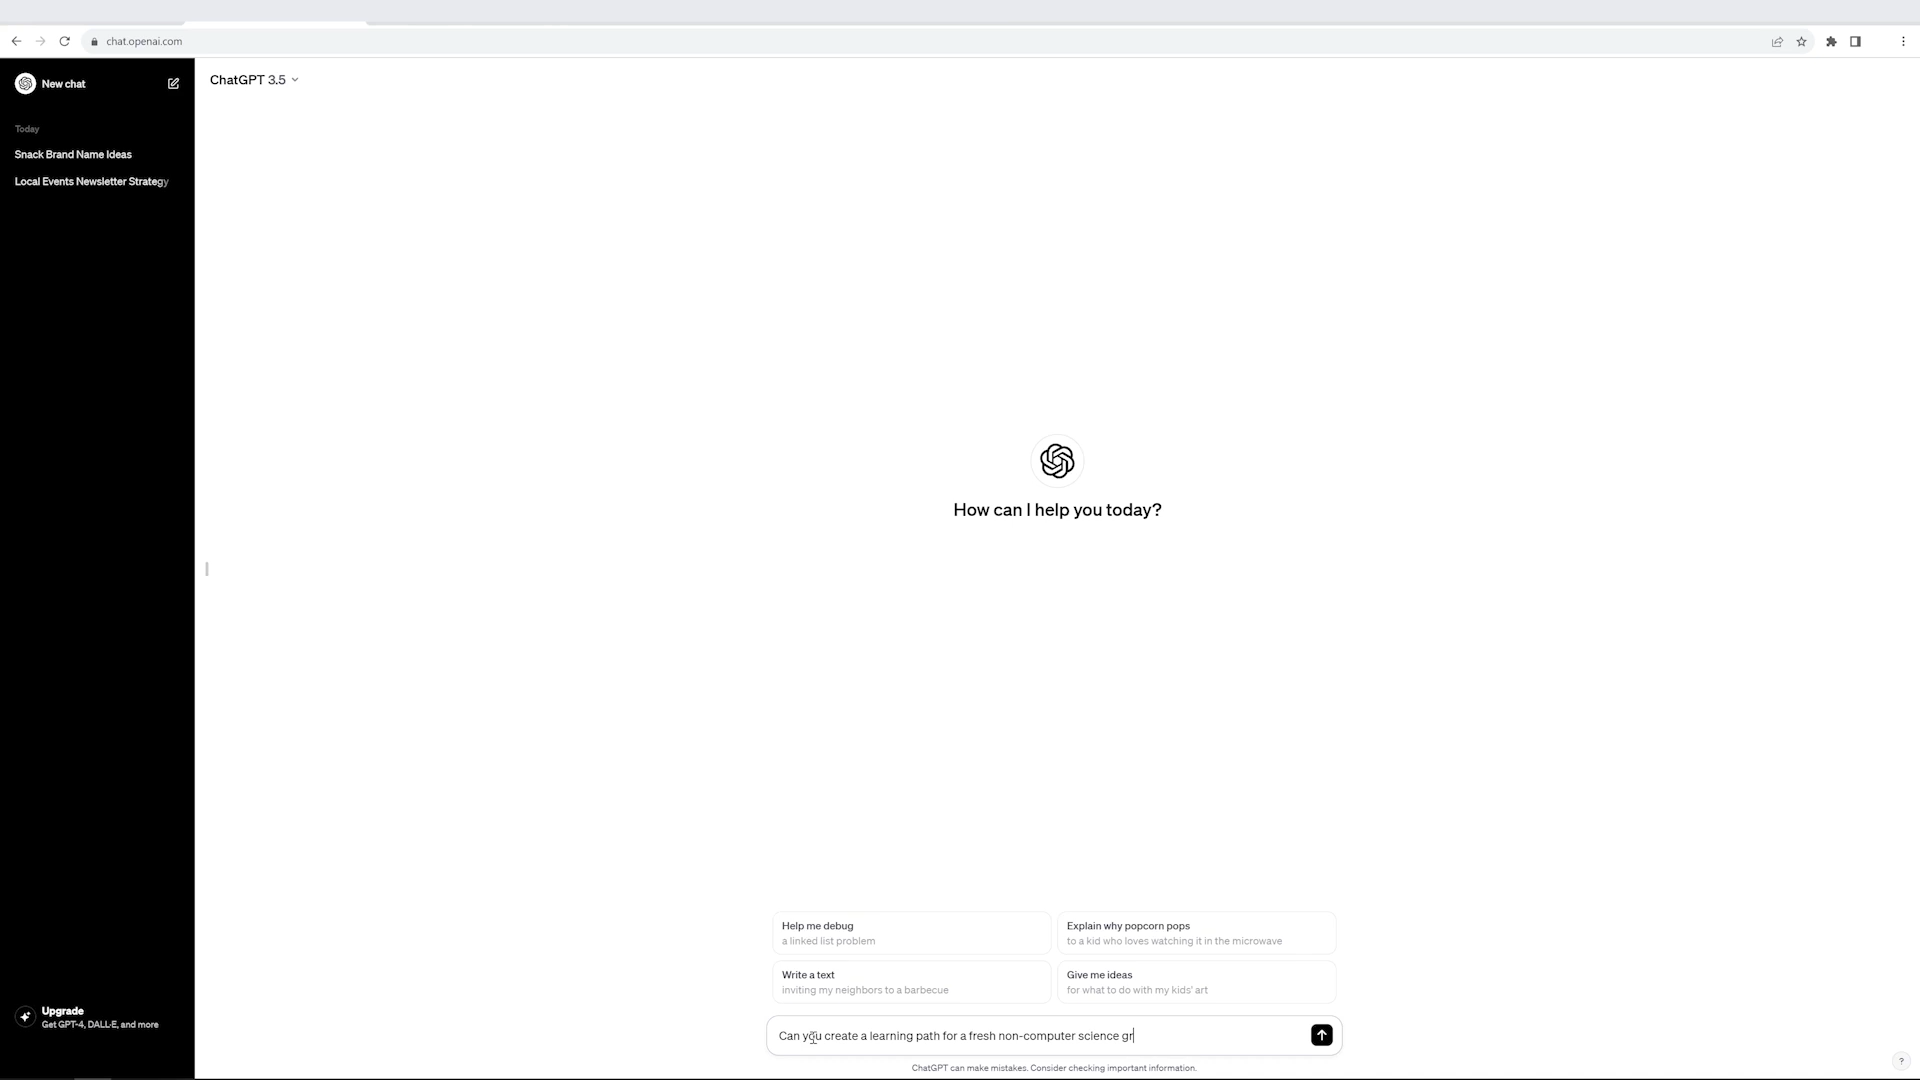 chat.openai.com
New chat
ChatGPT 3.5
Today
Snack Brand Name Ideas
Local Events Newsletter Strategy
How can I help you today?
Help me debug
a linked list problem
Explain why popcorn pops
to a kid who loves watching it in the microwave
Write a text
inviting my neighbors to a barbecue
Give me ideas
for what to do with my kids' art
Upgrade
Get GPT-4, DALL·E, and more
Can you create a learning path for a fresh non-computer science gr
ChatGPT can make mistakes. Consider checking important information.
?